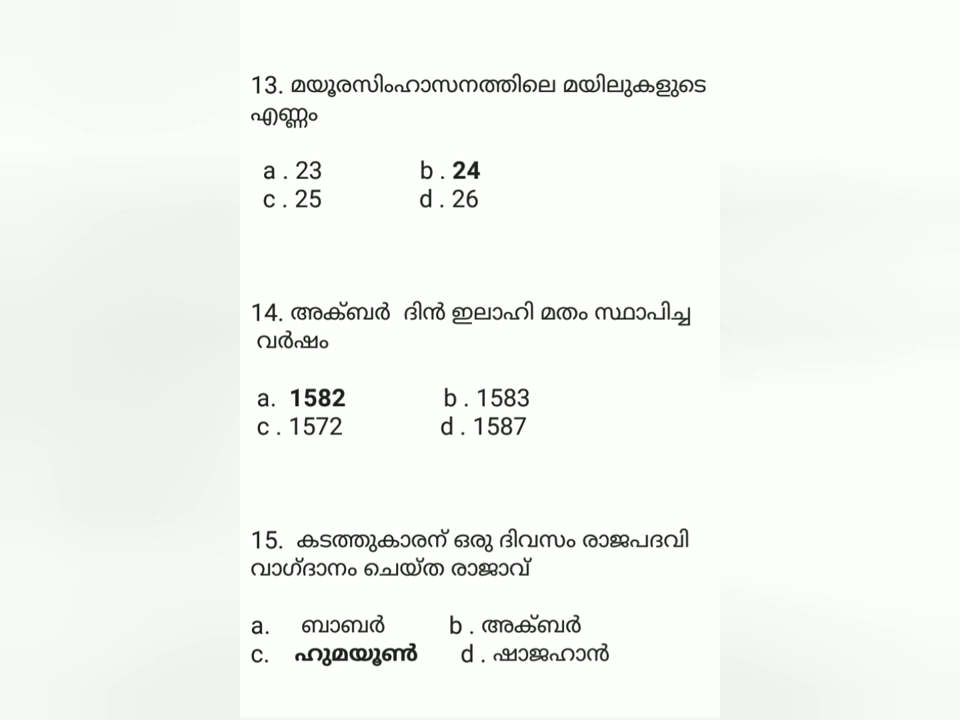 13. മയൂരസിംഹാസനത്തിലെ മയിലുകളുടെ
എണ്ണം
a . 23 b . 24
c . 25 d . 26
14. അക്ബർ ദിൻ ഇലാഹി മതം സ്ഥാപിച്ച
വർഷം
a. 1582 b . 1583
c . 1572 d . 1587
15. കടത്തുകാരന് ഒരു ദിവസം രാജപദവി
വാഗ്ദാനം ചെയ്ത രാജാവ്
a. ബാബർ b . അക്ബർ
c. ഹുമയൂൺ d . ഷാജഹാൻ